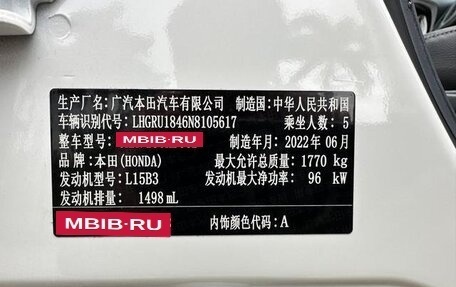 生产厂名:广汽本田汽车有限公司 制造国:中华人民共和国
车辆识别代号:LHGRU1846N8105617 乘坐人数:5
整车型号: MBIB-RU 制造年月:2022年06月
品牌:本田(HONDA) 最大允许总质量:1770 kg
发动机型号:L15B3 发动机最大净功率: 96 kW
发动机排量: 1498 mL
MBIB-RU 内饰颜色代码:A